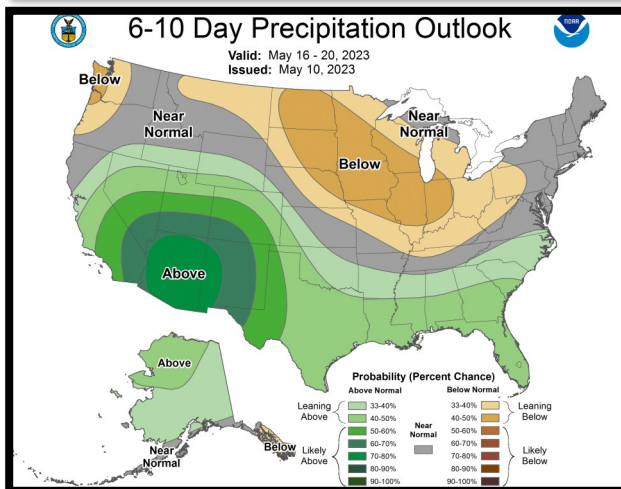 6-10 Day Precipitation Outlook
NOAA
Valid: May 16 - 20, 2023
Issued: May 10, 2023
Below
Near
Normal
Near
Normal
Below
Above
Above
Near
Normal
Below
Probability (Percent Chance)
Above Normal
Below Normal
Leaning
Above
33-40%
40-50%
Likely
Above
50-60%
60-70%
70-80%
80-90%
90-100%
Near
Normal
33-40%
40-50%
Leaning
Below
50-60%
60-70%
70-80%
80-90%
90-100%
Likely
Below